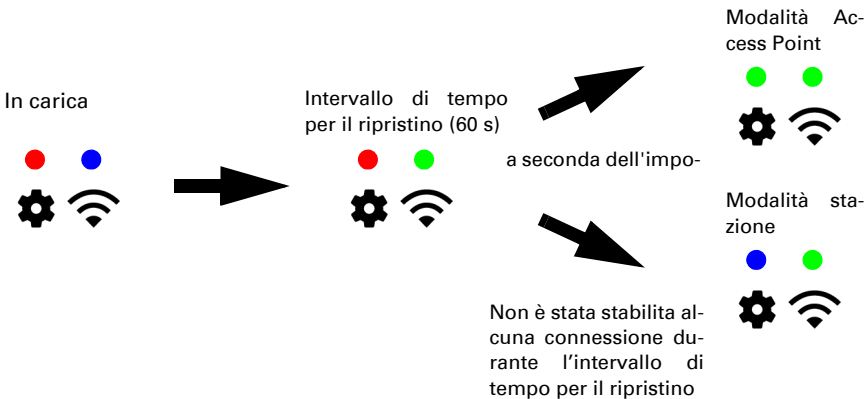 In carica
Intervallo di tempo
per il ripristino (60 s)
Modalità Ac-
cess Point
a seconda dell'impo-
Modalità sta-
zione
Non è stata stabilita al-
cuna connessione du-
rante l’intervallo di
tempo per il ripristino